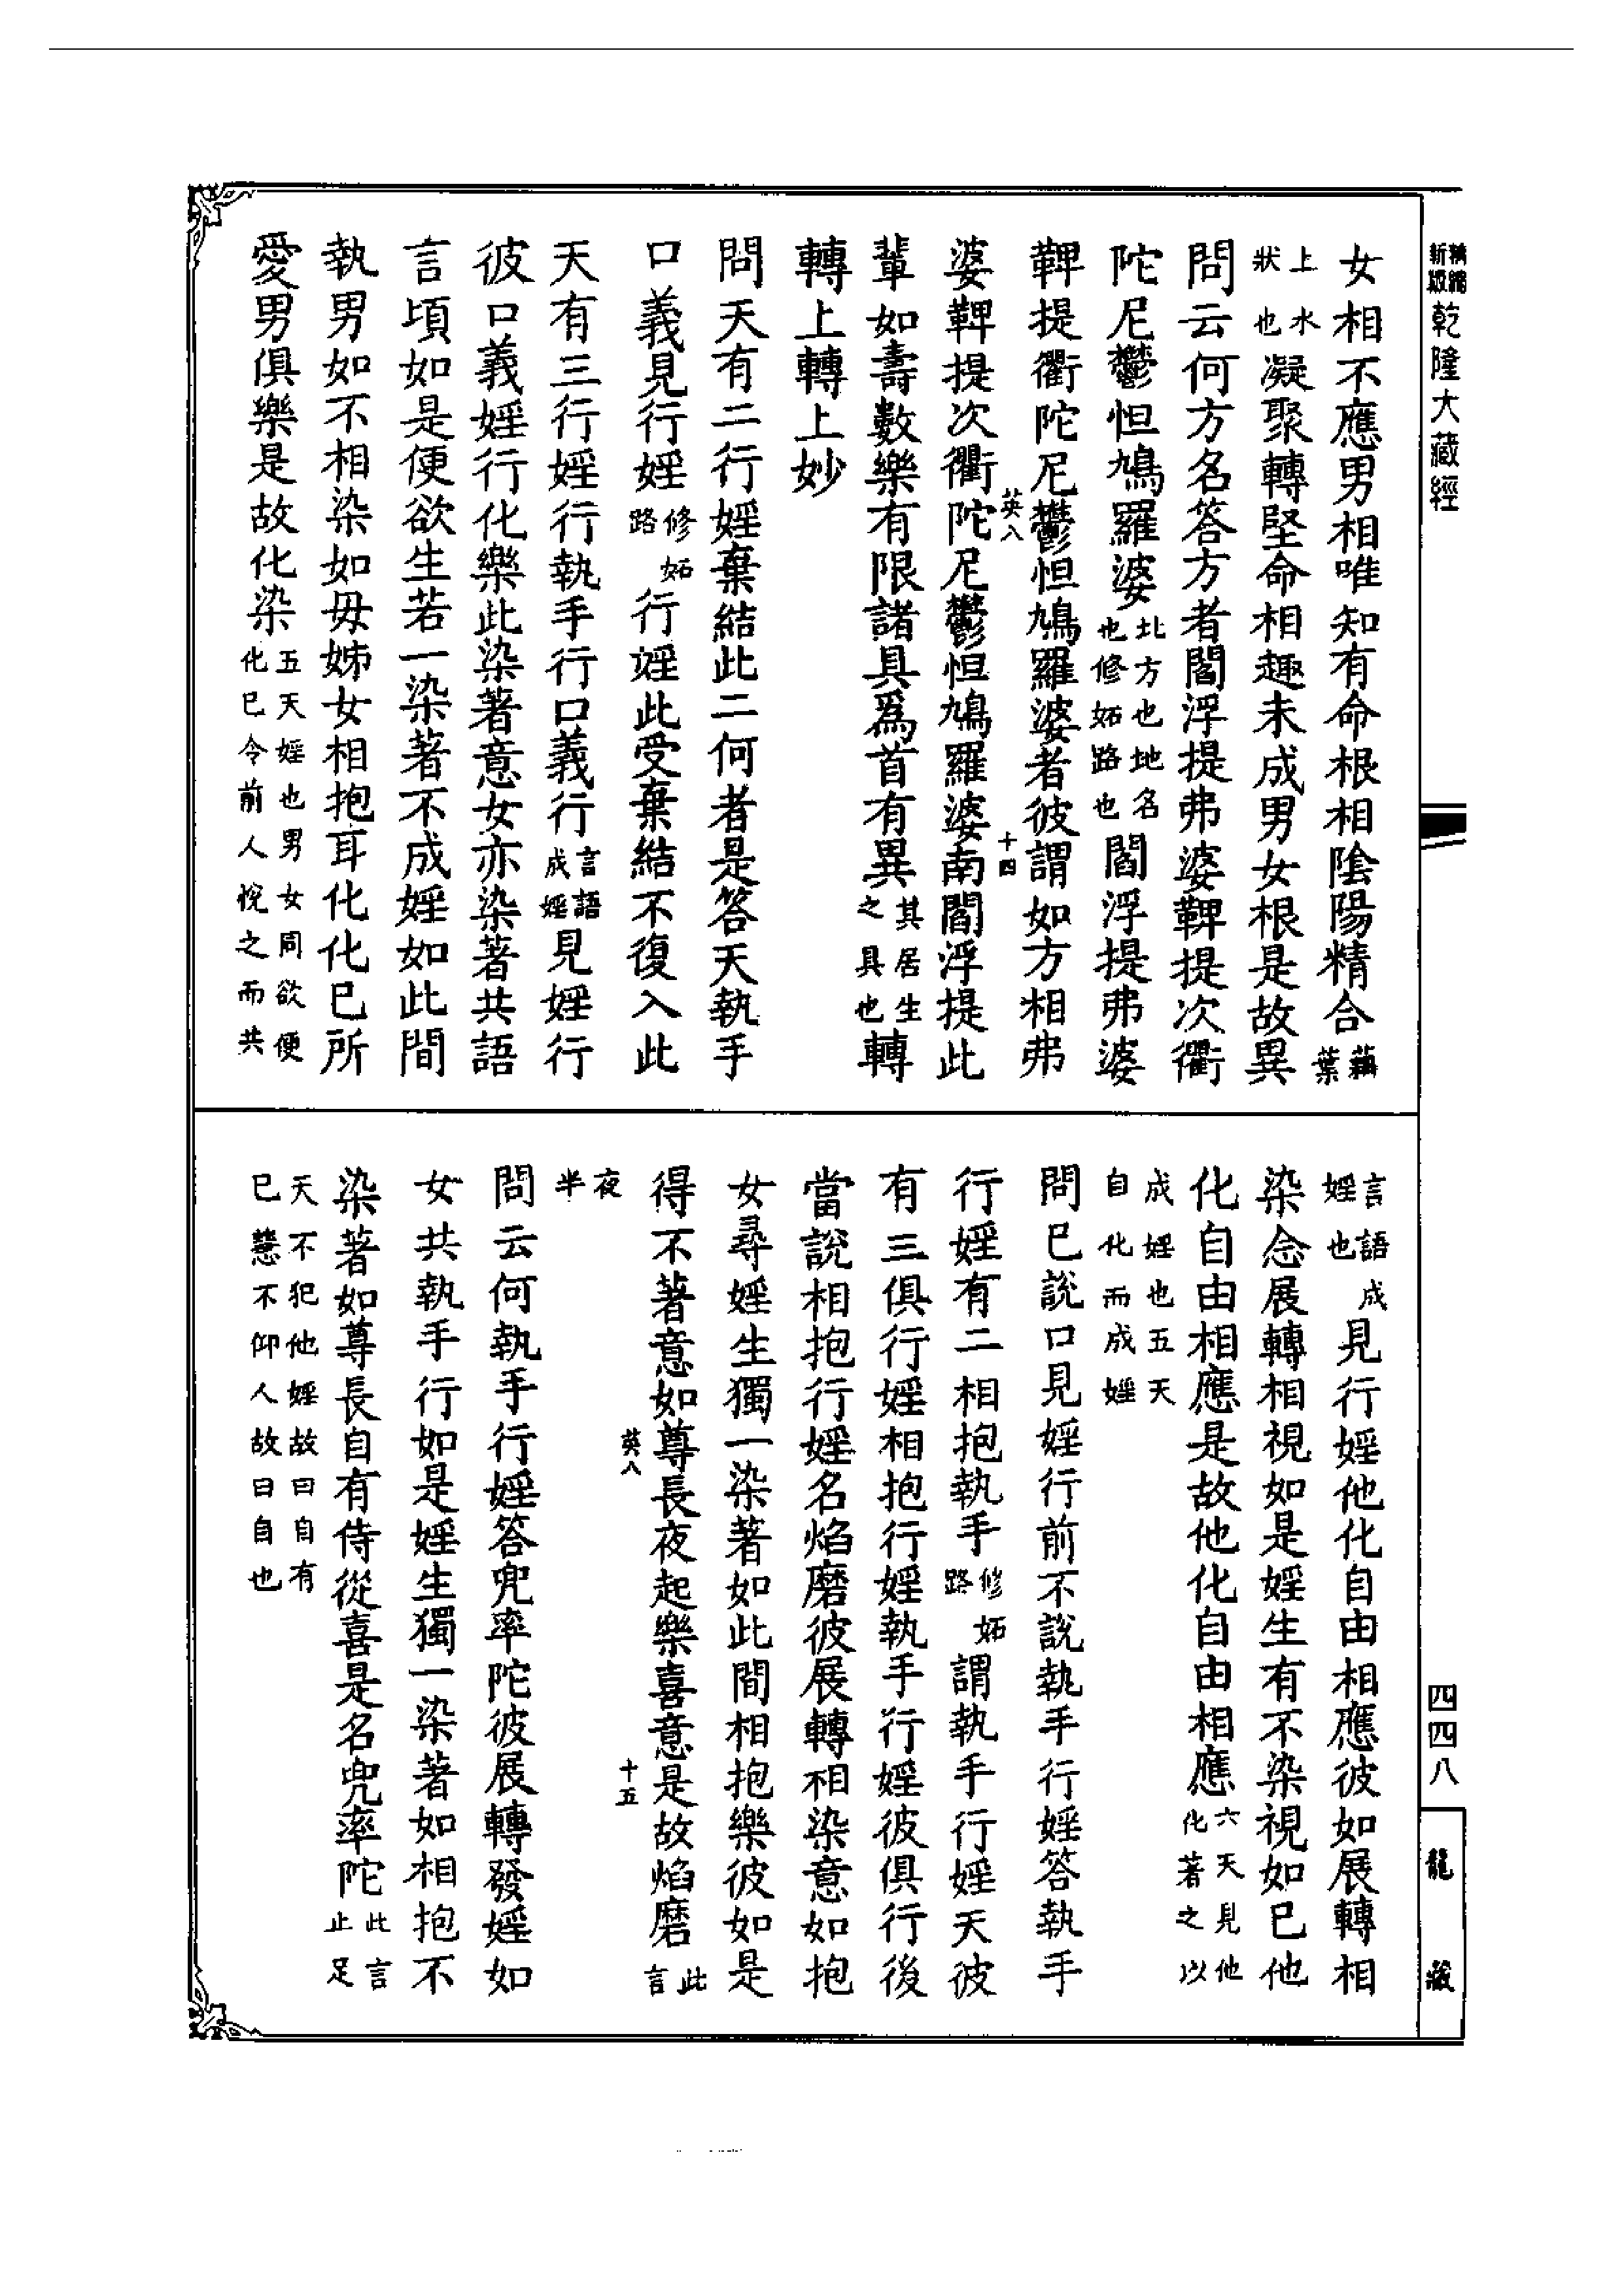 精編新版乾隆大藏經
四四八
龍藏
女相不應男相唯知有命根相陰陽精合藕葉
上水狀也凝聚轉堅命相趣未成男女根是故異
問云何方名答方者閻浮提弗婆鞞提次衢
陀尼鬱怛鳩羅婆北方也地名也修妬路也閻浮提弗婆
鞞提衢陀尼鬱怛鳩羅婆者彼謂如方相弗
英八 十四
婆鞞提次衢陀尼鬱怛鳩羅婆南閻浮提此
輩如壽數樂有限諸具爲首有異其居生之具也轉
轉上轉上妙
問天有二行婬棄結此二何者是答天執手
口義見行婬修妬路行婬此受棄結不復入此
天有三行婬行執手行口義行言語成婬見婬行
彼口義婬行化樂此染著意女亦染著共語
言頃如是便欲生若一染著不成婬如此間
執男如不相染如母姊女相抱耳化化已所
愛男俱樂是故化染五天婬也男女同欲便化已令前人悅之而共
言語成婬也見行婬他化自由相應彼如展轉相
染念展轉相視如是婬生有不染視如已他
化自由相應是故他化自由相應六天見他化著之以
成婬也五天自化而成婬
問已說口見婬行前不說執手行婬答執手
行婬有二相抱執手修妬路謂執手行婬天彼
有三俱行婬相抱行婬執手行婬彼俱行後
當說相抱行婬名焰磨彼展轉相染意如抱
女尋婬生獨一染著如此間相抱樂彼如是
得不著意如尊長夜起樂喜意是故焰磨此言
英八 十五
夜半
問云何執手行婬答兜率陀彼展轉發婬如
女共執手行如是婬生獨一染著如相抱不
染著如尊長自有侍從喜是名兜率陀此言止足
天不犯他婬故曰自有已慧不仰人故曰自也